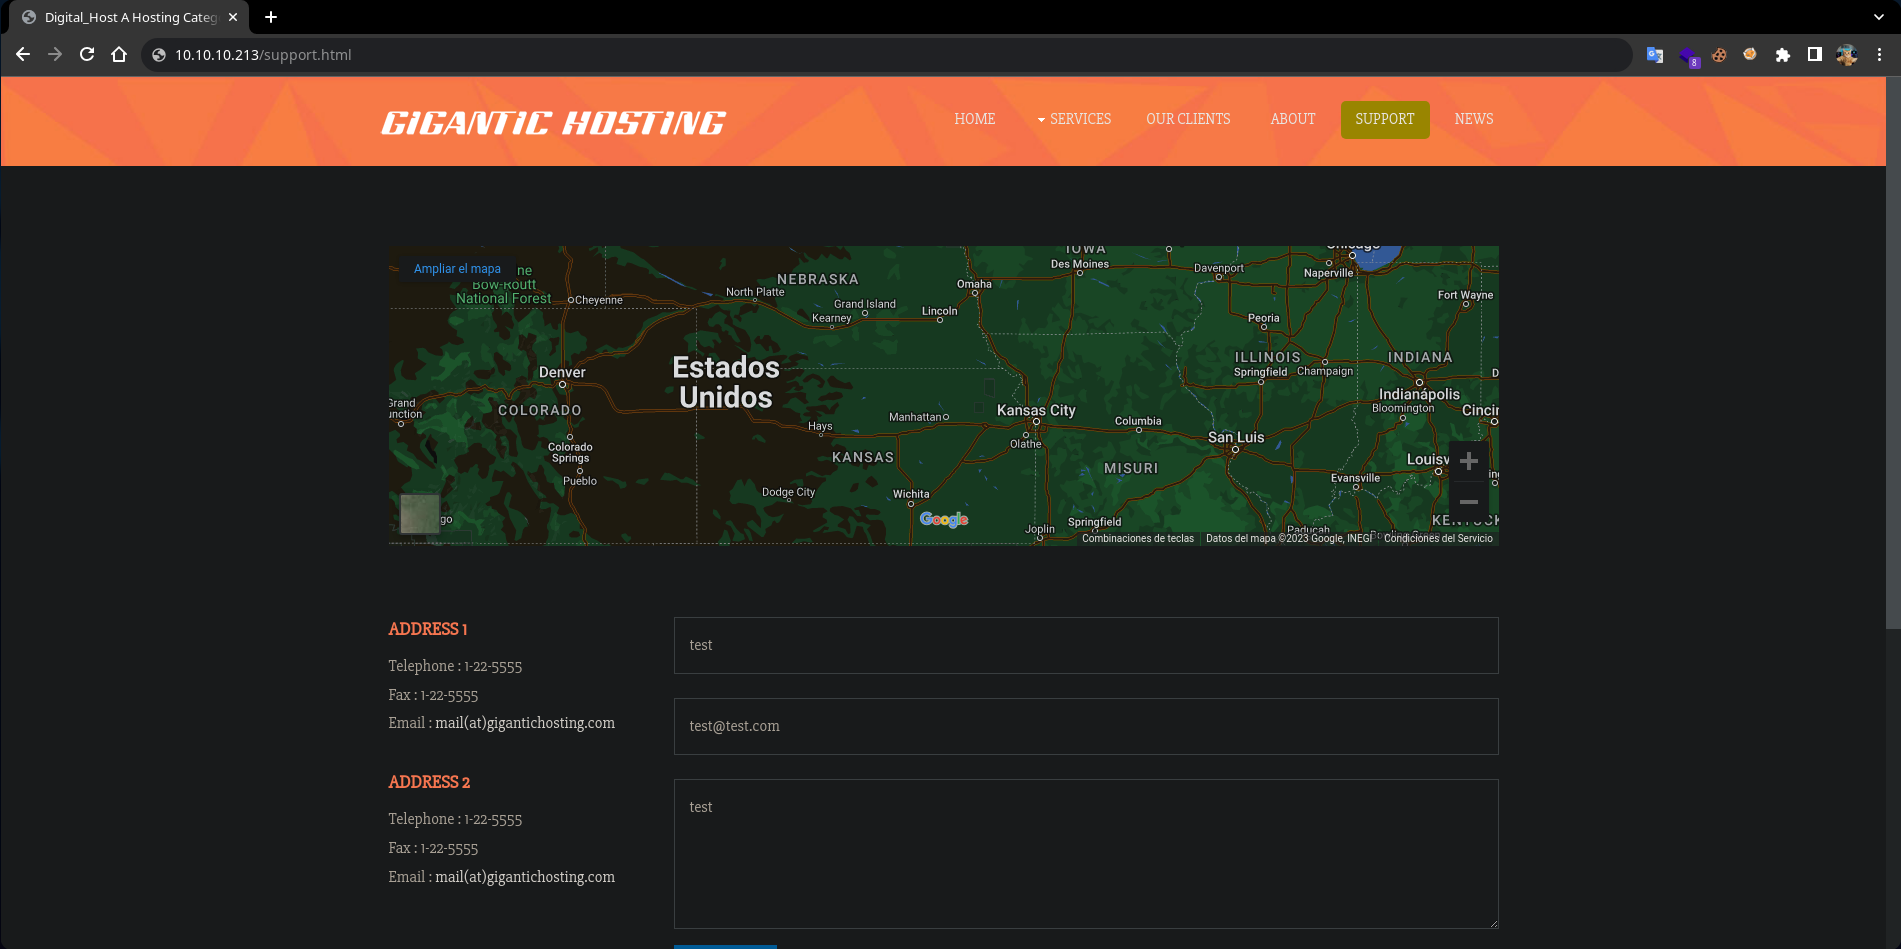 Digital_Host A Hosting Categ
10.10.10.213/support.html
8
GIGANTIC HOSTING
HOME
SERVICES
OUR CLIENTS
ABOUT
SUPPORT
NEWS
Ampliar el mapa
ne
Bow-Routt
National Forest
Cheyenne
NEBRASKA
North Platte
Grand Island
Kearney
Lincoln
Omaha
IOWA
Des Moines
Davenport
Chicago
Naperville
Fort Wayne
Peoria
ILLINOIS
Springfield
Champaign
INDIANA
Indianápolis
Bloomington
Cincin
D
Denver
Estados
Unidos
Grand
unction
COLORADO
Colorado
Springs
Pueblo
Hays
Manhattan
Kansas City
Olathe
Columbia
San Luis
KANSAS
MISURI
Louisv
Evansville
Dodge City
Wichita
Google
go
Joplin
Springfield
Paducah
KENTUCK
Combinaciones de teclas
Datos del mapa ©2023 Google, INEGI
Condiciones del Servicio
ADDRESS 1
Telephone : 1-22-5555
Fax : 1-22-5555
Email : mail(at)gigantichosting.com
ADDRESS 2
Telephone : 1-22-5555
Fax : 1-22-5555
Email : mail(at)gigantichosting.com
test
test@test.com
test